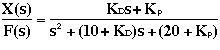 X(s)/F(s) = (K_D s + K_p)/(s² + (10 + K_D)s + (20 + K_p))